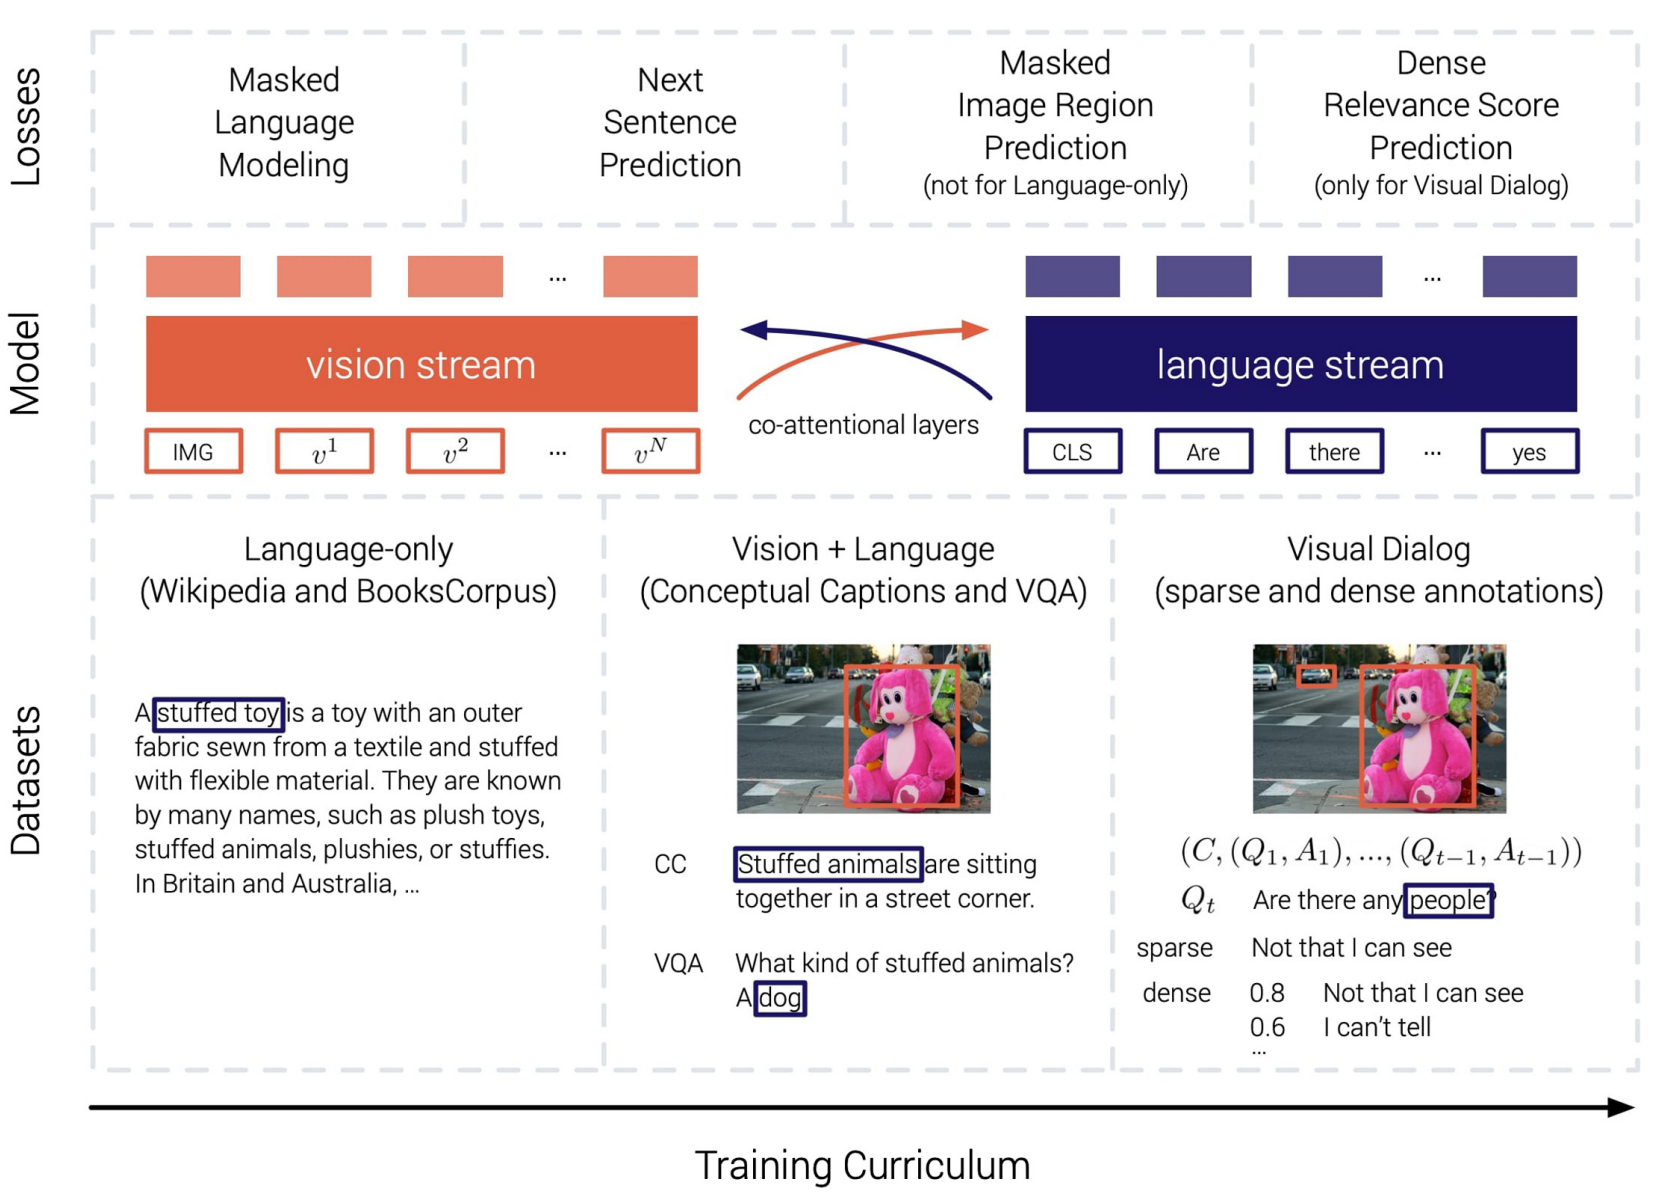 Losses
Masked
Language
Modeling
Next
Sentence
Prediction
Masked
Image Region
Prediction
(not for Language-only)
Dense
Relevance Score
Prediction
(only for Visual Dialog)
Model
...
vision stream
IMG
v^1
v^2
...
v^N
co-attentional layers
...
language stream
CLS
Are
there
...
yes
Datasets
Language-only
(Wikipedia and BooksCorpus)
A stuffed toy is a toy with an outer
fabric sewn from a textile and stuffed
with flexible material. They are known
by many names, such as plush toys,
stuffed animals, plushies, or stuffies.
In Britain and Australia, ...
Vision + Language
(Conceptual Captions and VQA)
CC Stuffed animals are sitting
together in a street corner.
VQA What kind of stuffed animals?
A dog
Visual Dialog
(sparse and dense annotations)
(C, (Q_1, A_1), ..., (Q_{t-1}, A_{t-1}))
Q_t Are there any people?
sparse Not that I can see
dense 0.8 Not that I can see
0.6 I can't tell
...
Training Curriculum